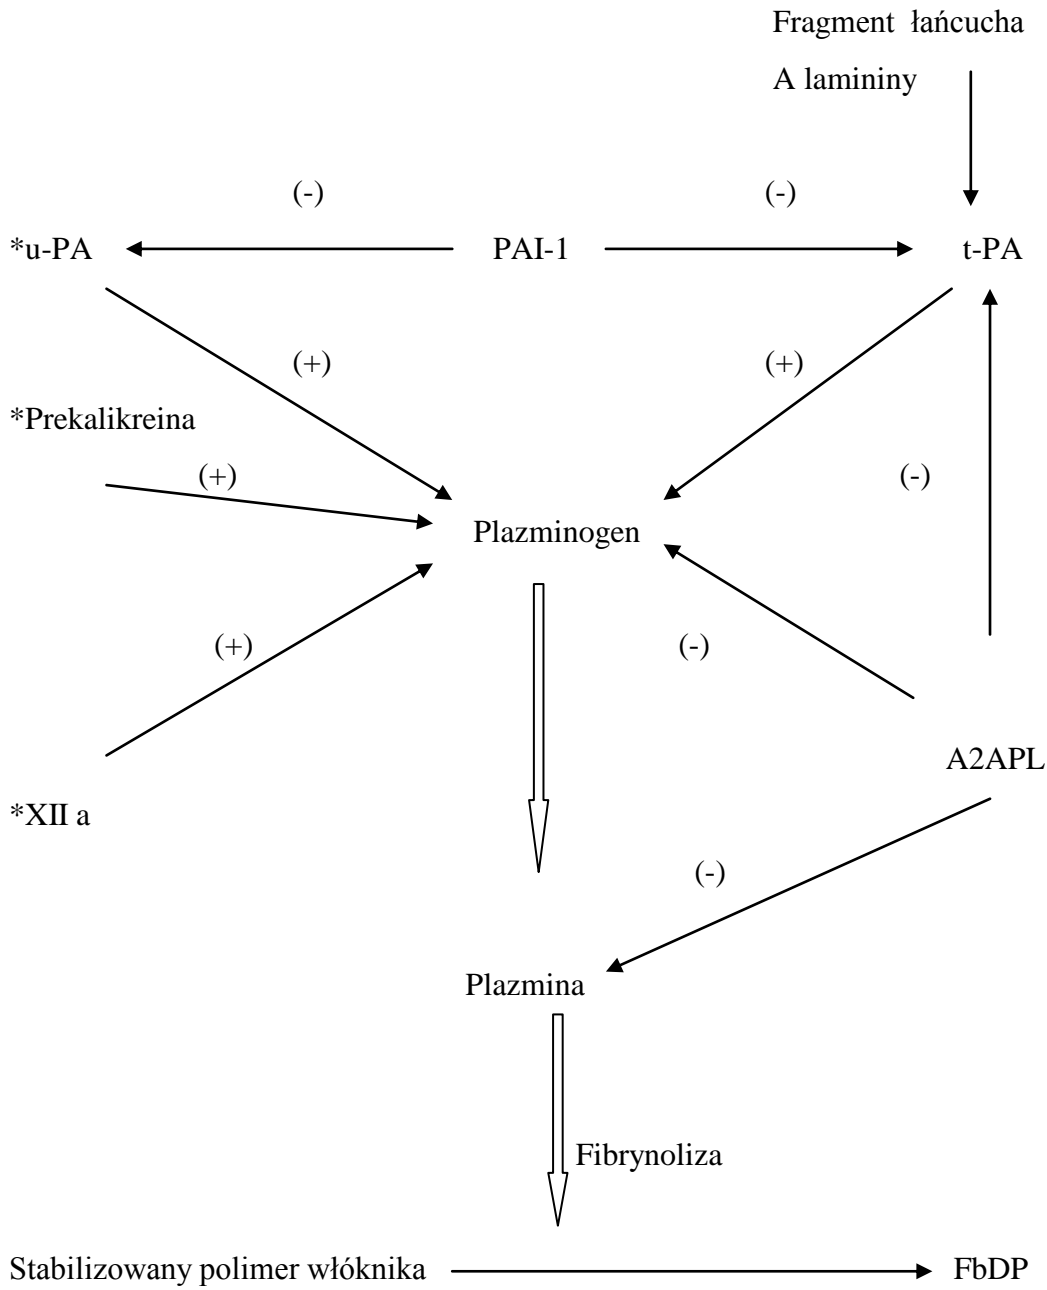 Fragment łańcucha
A lamininy
(-) (-)
*u-PA PAI-1 t-PA
(+) (+)
*Prekalikreina
(+) (-)
Plazminogen
(+) (-)
A2APL
*XII a
(-)
Plazmina
Fibrynoliza
Stabilizowany polimer włóknika FbDP